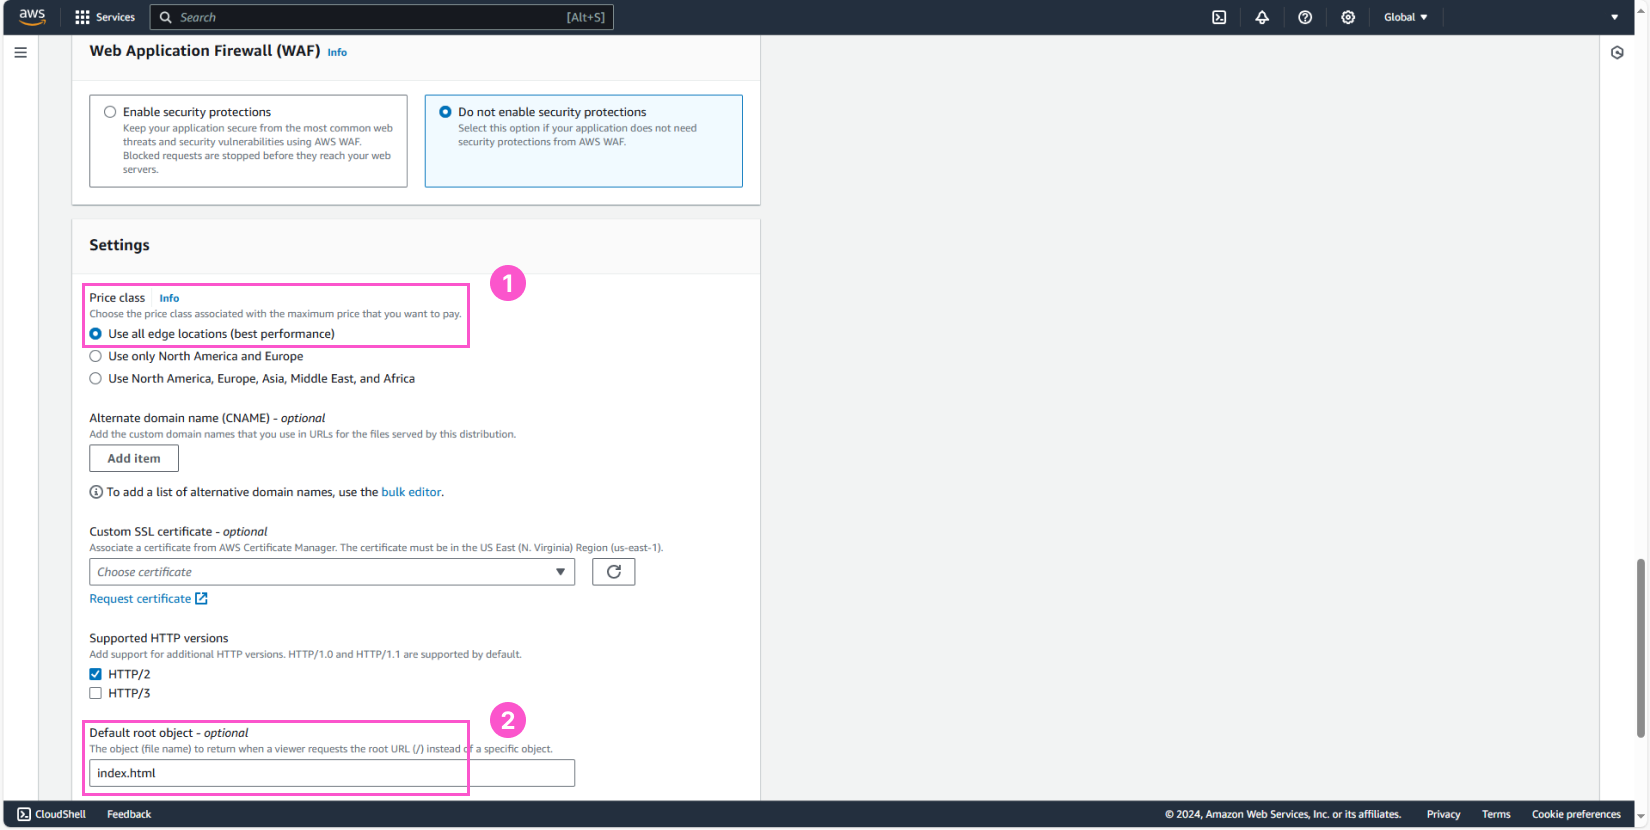 aws
Services
Search
[Alt+S]
Global
Web Application Firewall (WAF) Info
Enable security protections
Keep your application secure from the most common web
threats and security vulnerabilities using AWS WAF.
Blocked requests are stopped before they reach your web
servers.
Do not enable security protections
Select this option if your application does not need
security protections from AWS WAF.
Settings
1
Price class Info
Choose the price class associated with the maximum price that you want to pay.
Use all edge locations (best performance)
Use only North America and Europe
Use North America, Europe, Asia, Middle East, and Africa
Alternate domain name (CNAME) - optional
Add the custom domain names that you use in URLs for the files served by this distribution.
Add item
To add a list of alternative domain names, use the bulk editor.
Custom SSL certificate - optional
Associate a certificate from AWS Certificate Manager. The certificate must be in the US East (N. Virginia) Region (us-east-1).
Choose certificate
Request certificate
Supported HTTP versions
Add support for additional HTTP versions. HTTP/1.0 and HTTP/1.1 are supported by default.
HTTP/2
HTTP/3
2
Default root object - optional
The object (file name) to return when a viewer requests the root URL (/) instead of a specific object.
index.html
CloudShell
Feedback
© 2024, Amazon Web Services, Inc. or its affiliates.
Privacy
Terms
Cookie preferences